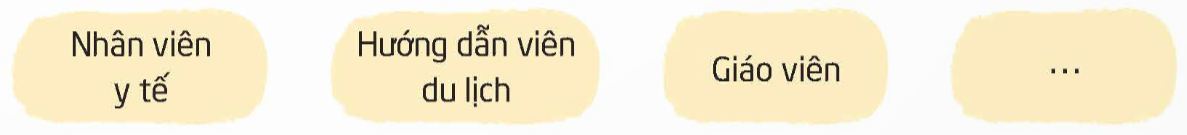 Nhân viên
y tế
Hướng dẫn viên
du lịch
Giáo viên
...